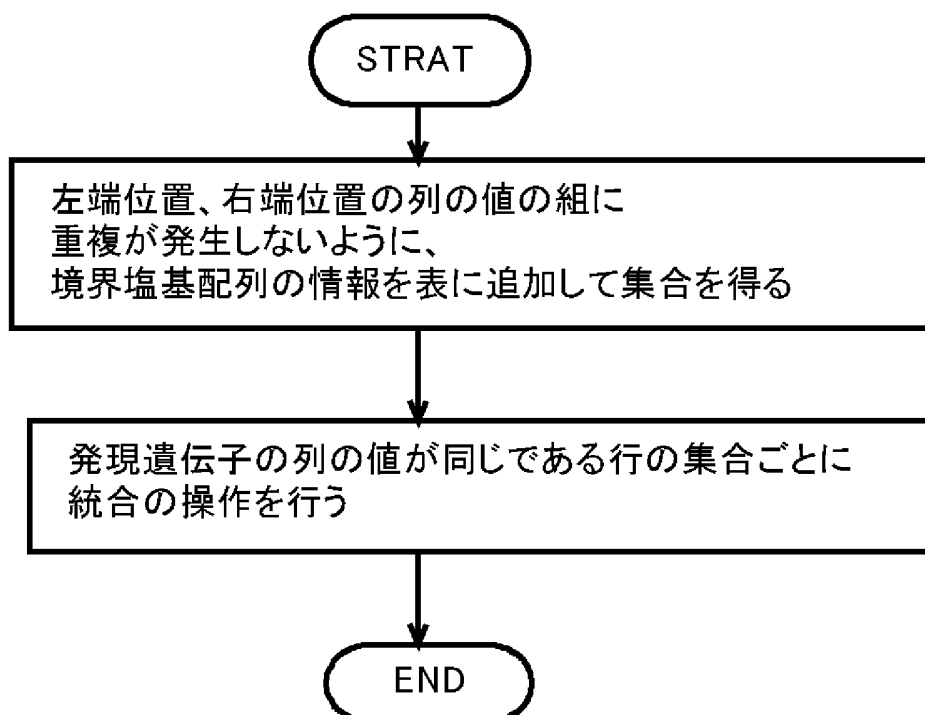 STRAT
左端位置、右端位置の列の値の組に
重複が発生しないように、
境界塩基配列の情報を表に追加して集合を得る
発現遺伝子の列の値が同じである行の集合ごとに
統合の操作を行う
END